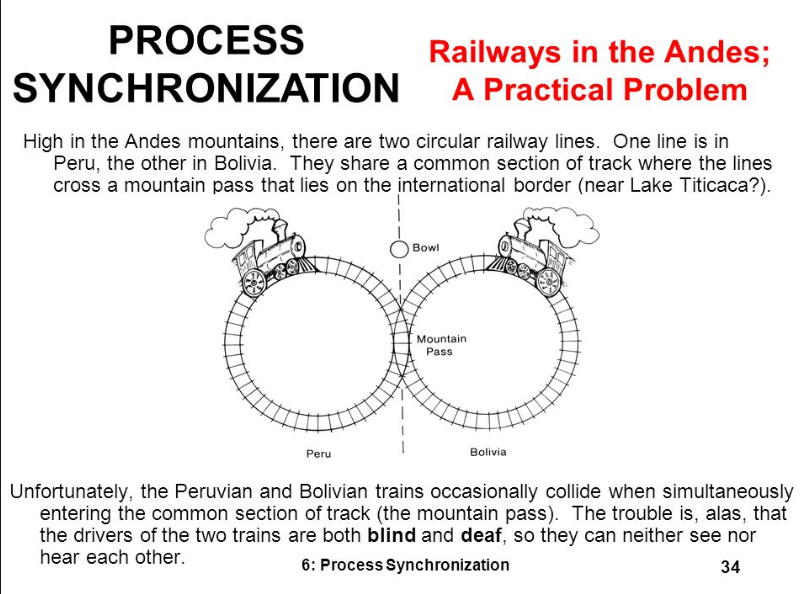 PROCESS
SYNCHRONIZATION
Railways in the Andes;
A Practical Problem
High in the Andes mountains, there are two circular railway lines. One line is in
Peru, the other in Bolivia. They share a common section of track where the lines
cross a mountain pass that lies on the international border (near Lake Titicaca?).
Bowl
Mountain
Pass
Peru
Bolivia
Unfortunately, the Peruvian and Bolivian trains occasionally collide when simultaneously
entering the common section of track (the mountain pass). The trouble is, alas, that
the drivers of the two trains are both blind and deaf, so they can neither see nor
hear each other.
6: Process Synchronization
34